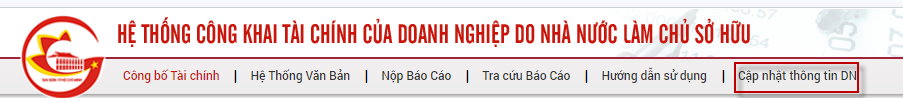 HỆ THỐNG CÔNG KHAI TÀI CHÍNH CỦA DOANH NGHIỆP DO NHÀ NƯỚC LÀM CHỦ SỞ HỮU
Công bố Tài chính | Hệ Thống Văn Bản | Nộp Báo Cáo | Tra cứu Báo Cáo | Hướng dẫn sử dụng | Cập nhật thông tin DN